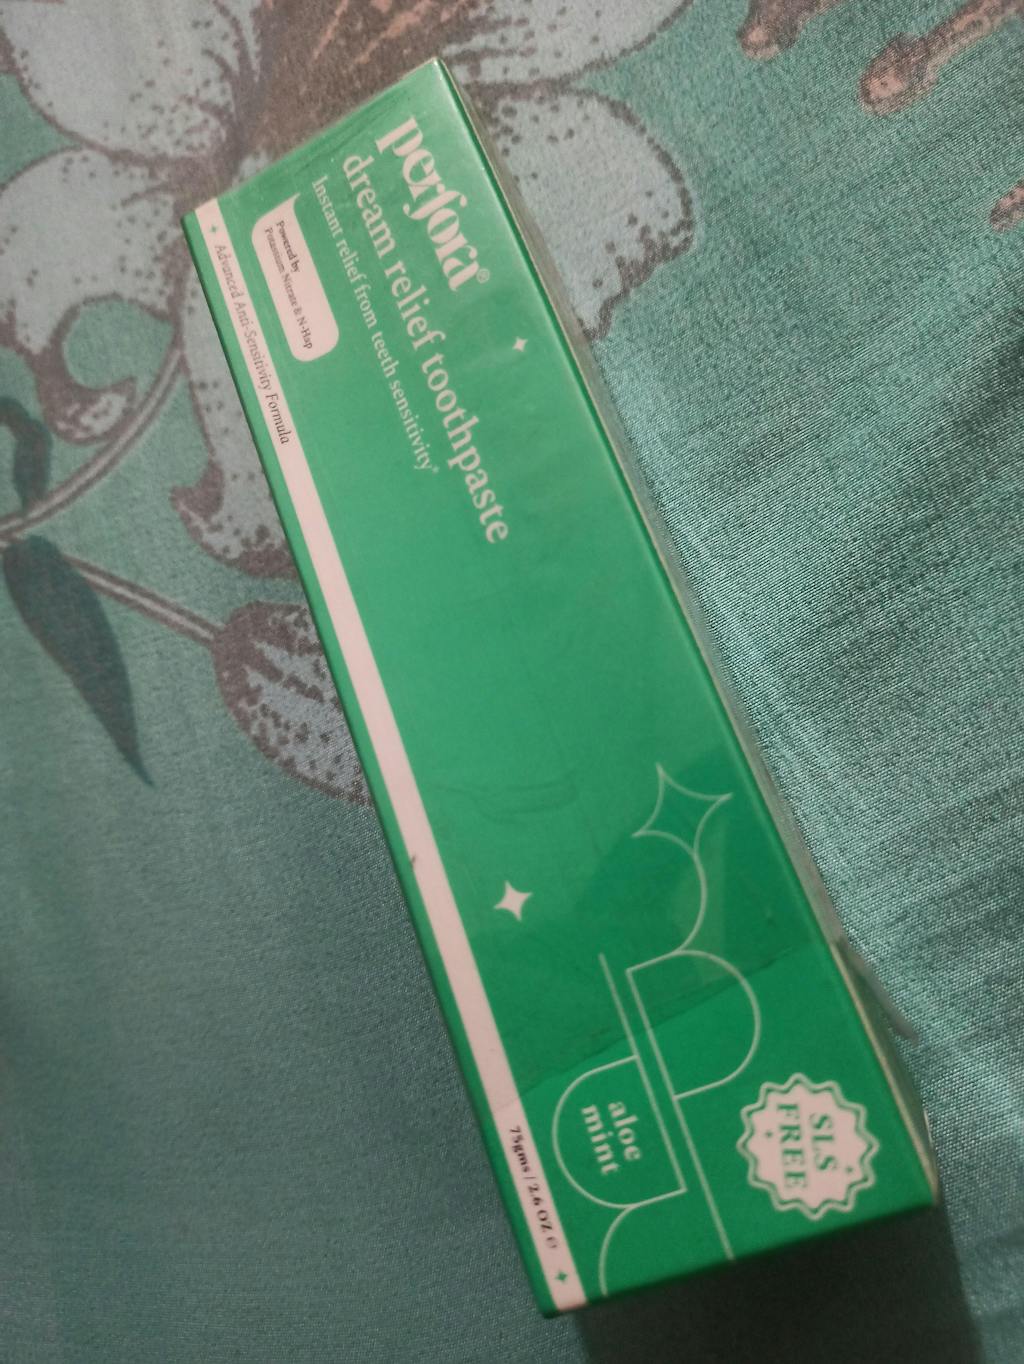 perfora®
dream relief toothpaste
Instant relief from teeth sensitivity*
Powered by
Potassium Nitrate & N-Hap
Advanced Anti-Sensitivity Formula
aloe
mint
SLS
FREE
75gms / 2.6 OZ ℮